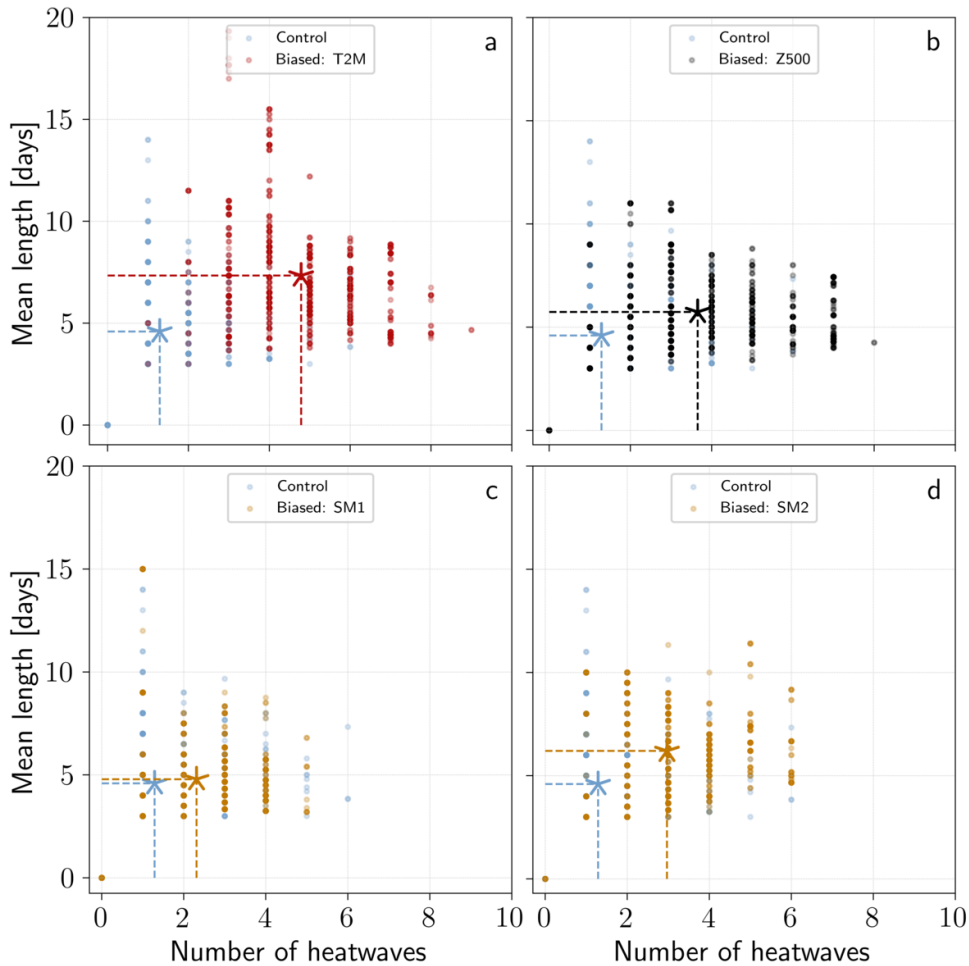 20
15
10
5
0
Mean length [days]
Control
Biased: T2M
a
Control
Biased: Z500
b
20
15
10
5
0
Mean length [days]
Control
Biased: SM1
c
Control
Biased: SM2
d
0 2 4 6 8 10
Number of heatwaves
0 2 4 6 8 10
Number of heatwaves